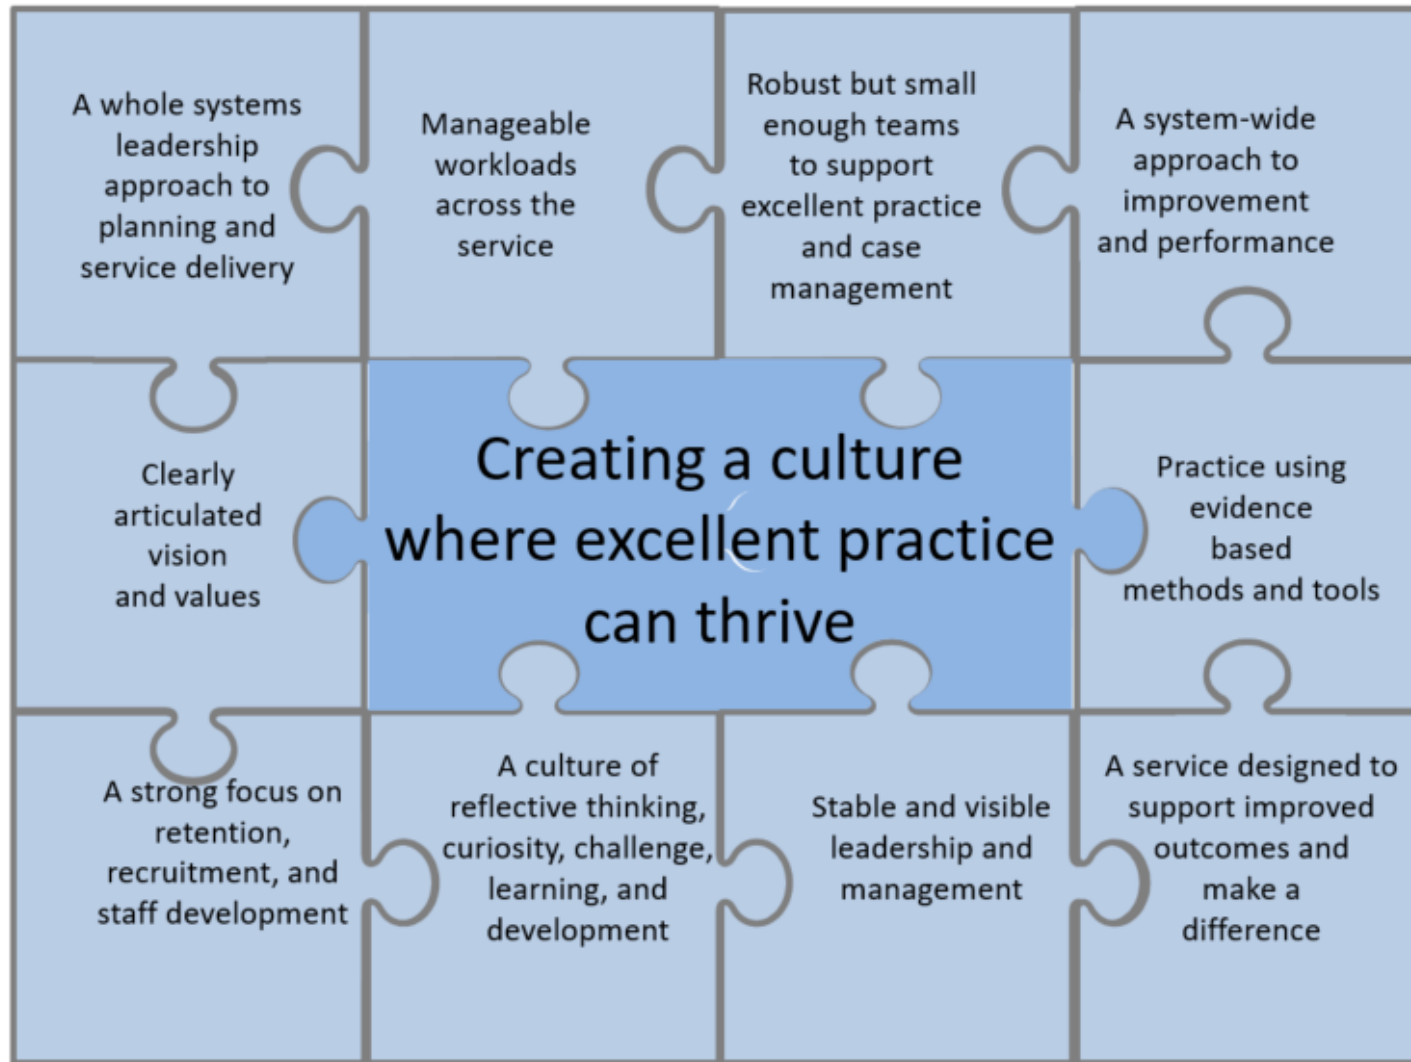 A whole systems
leadership
approach to
planning and
service delivery
Manageable
workloads
across the
service
Robust but small
enough teams
to support
excellent practice
and case
management
A system-wide
approach to
improvement
and performance
Clearly
articulated
vision
and values
Creating a culture
where excellent practice
can thrive
Practice using
evidence
based
methods and tools
A strong focus on
retention,
recruitment, and
staff development
A culture of
reflective thinking,
curiosity, challenge,
learning, and
development
Stable and visible
leadership and
management
A service designed to
support improved
outcomes and
make a
difference